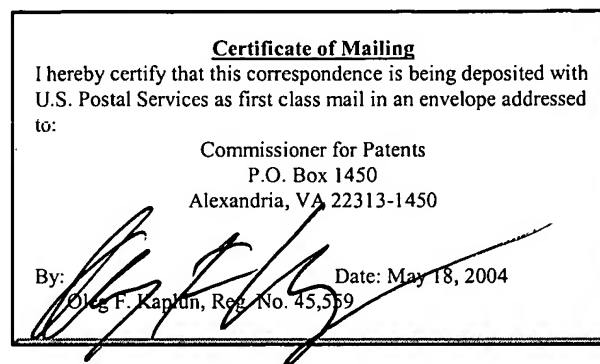 Certificate of Mailing
I hereby certify that this correspondence is being deposited with
U.S. Postal Services as first class mail in an envelope addressed
to:
Commissioner for Patents
P.O. Box 1450
Alexandria, VA 22313-1450
By: Date: May 18, 2004
Oleg F. Kaplun, Reg. No. 45,559